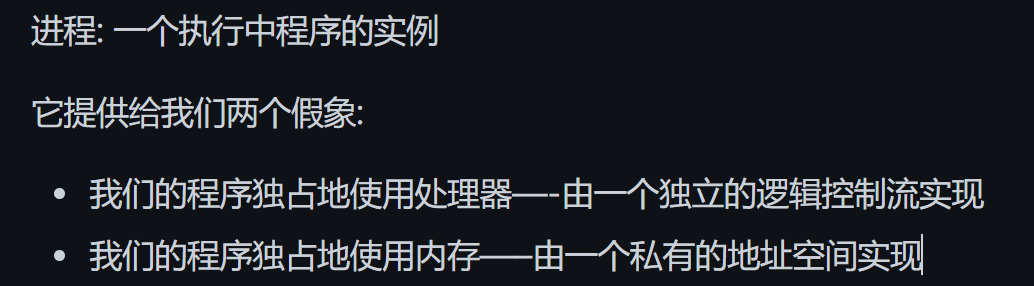 进程: 一个执行中程序的实例
它提供给我们两个假象:
• 我们的程序独占地使用处理器——-由一个独立的逻辑控制流实现
• 我们的程序独占地使用内存——由一个私有的地址空间实现